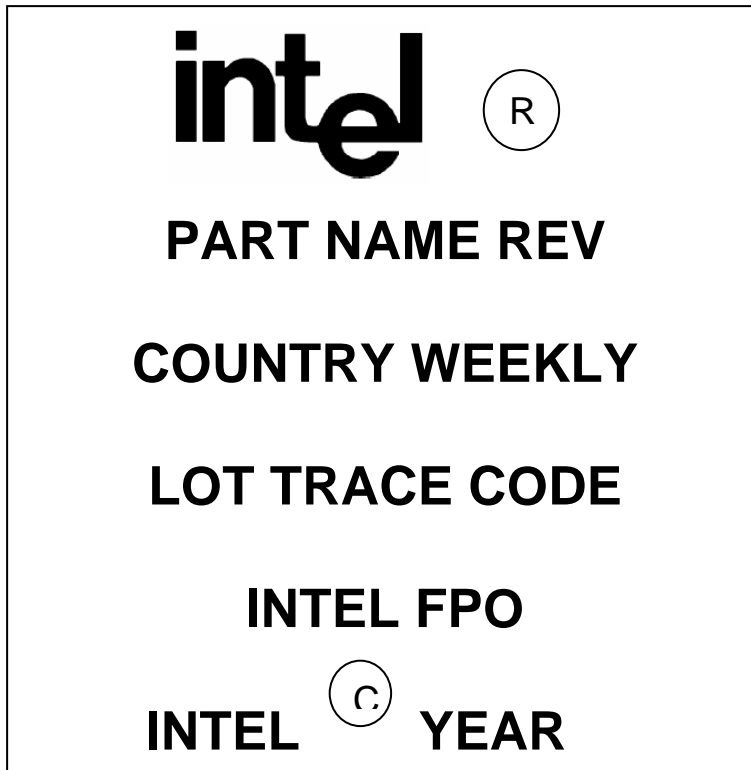 intel R
PART NAME REV
COUNTRY WEEKLY
LOT TRACE CODE
INTEL FPO
INTEL C YEAR